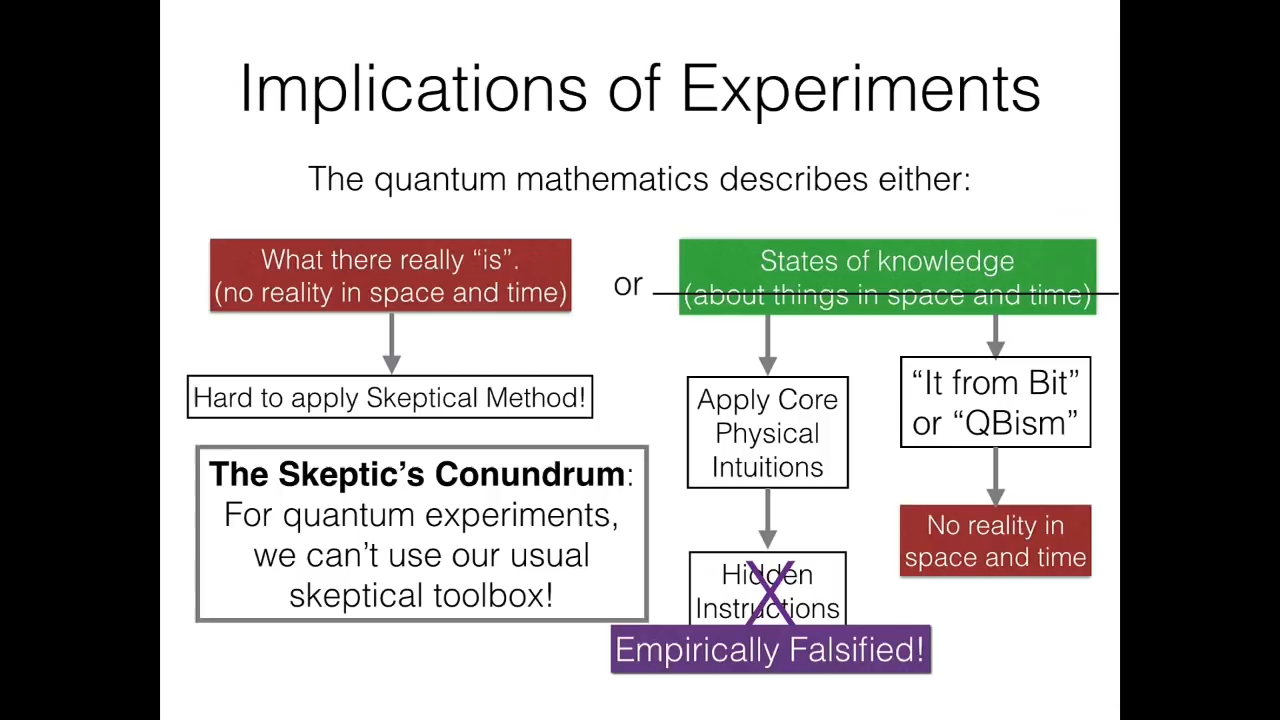 Implications of Experiments
The quantum mathematics describes either:
What there really “is”.
(no reality in space and time)
or
States of knowledge
(about things in space and time)
Hard to apply Skeptical Method!
The Skeptic’s Conundrum:
For quantum experiments,
we can’t use our usual
skeptical toolbox!
Apply Core
Physical
Intuitions
Hidden
Instructions
Empirically Falsified!
“It from Bit”
or “QBism”
No reality in
space and time